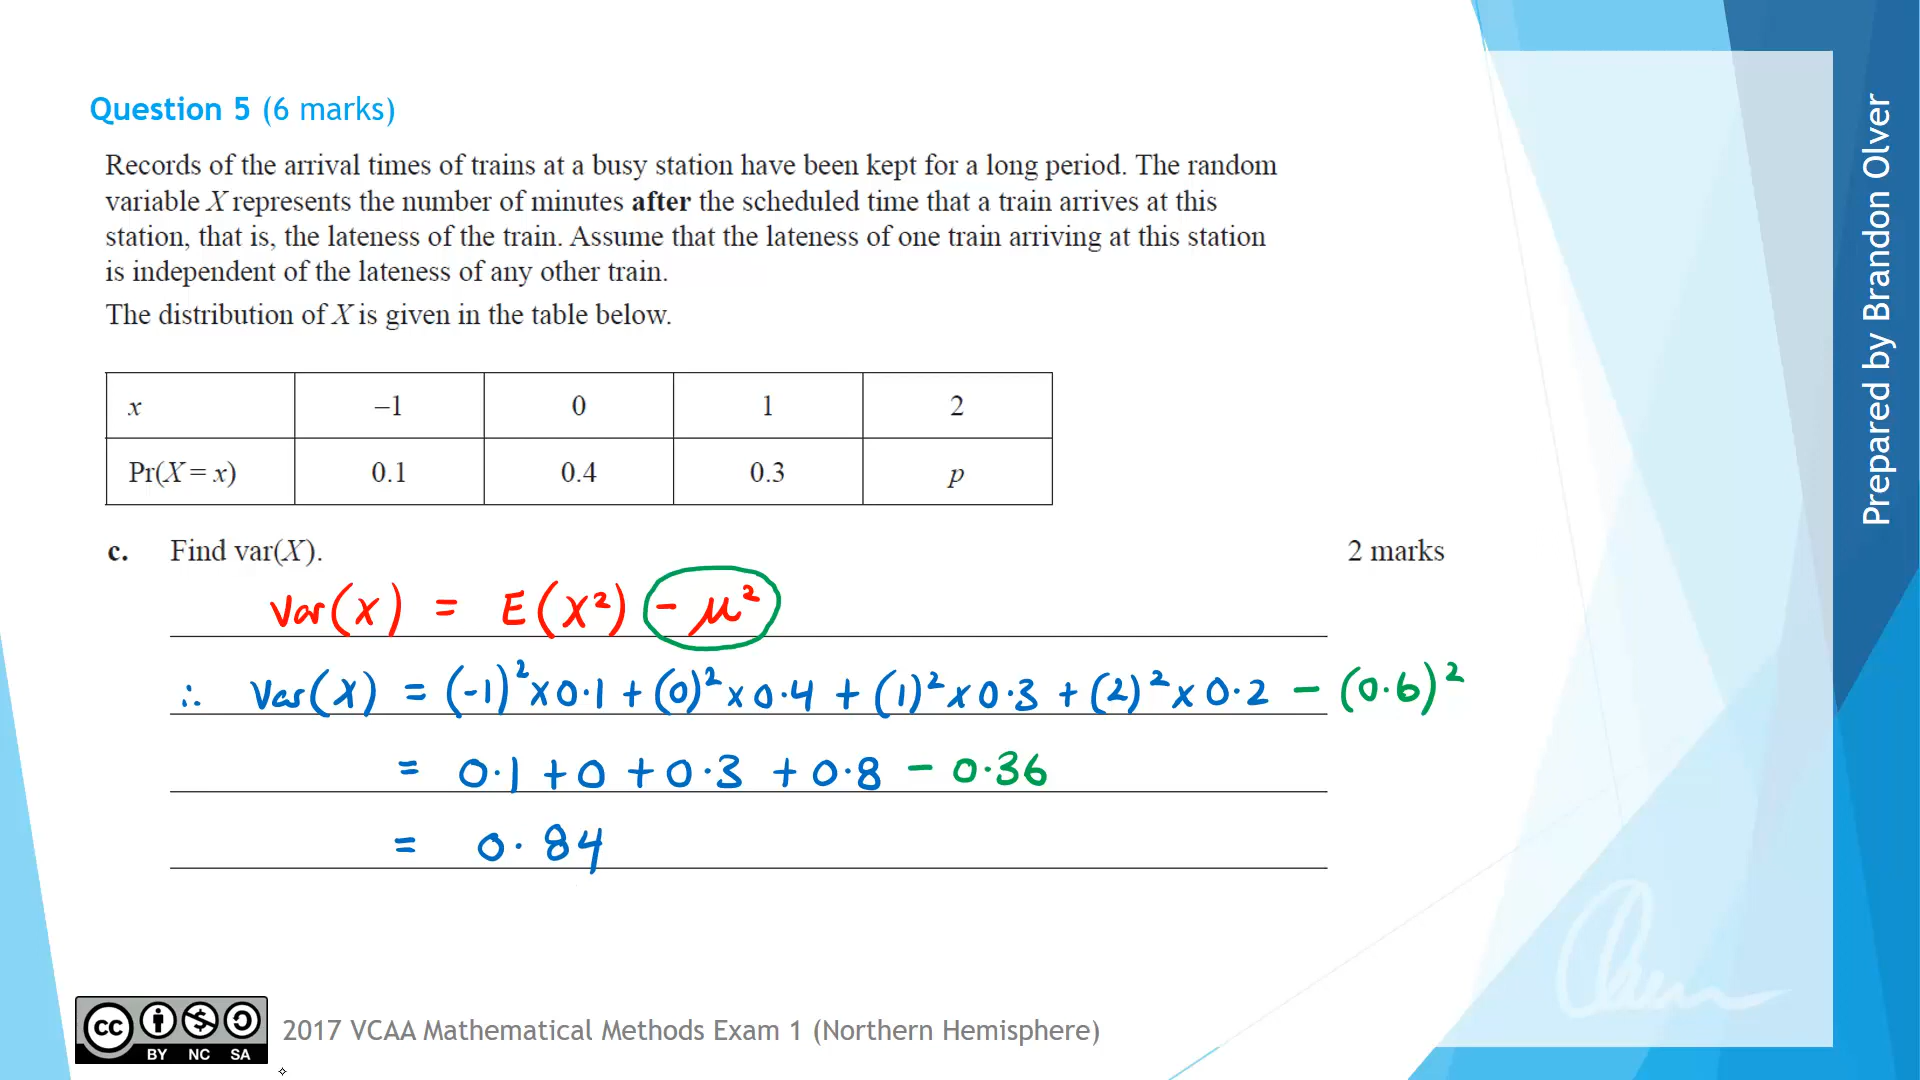 Question 5 (6 marks)
Records of the arrival times of trains at a busy station have been kept for a long period. The random
variable X represents the number of minutes after the scheduled time that a train arrives at this
station, that is, the lateness of the train. Assume that the lateness of one train arriving at this station
is independent of the lateness of any other train.
The distribution of X is given in the table below.
x –1 0 1 2
Pr(X = x) 0.1 0.4 0.3 p
c. Find var(X). 2 marks
Var(X) = E(X²) - μ²
∴ Var(X) = (-1)² × 0.1 + (0)² × 0.4 + (1)² × 0.3 + (2)² × 0.2 - (0.6)²
= 0.1 + 0 + 0.3 + 0.8 - 0.36
= 0.84
cc BY NC SA
2017 VCAA Mathematical Methods Exam 1 (Northern Hemisphere)
Prepared by Brandon Olver